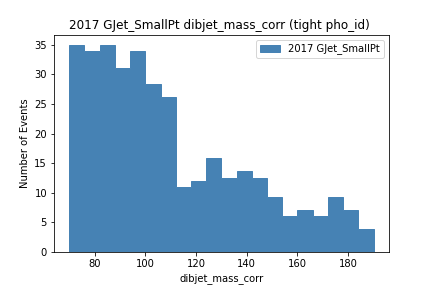 2017 GJet_SmallPt dibjet_mass_corr (tight pho_id)
2017 GJet_SmallPt
35
30
25
20
15
10
5
0
Number of Events
80 100 120 140 160 180
dibjet_mass_corr